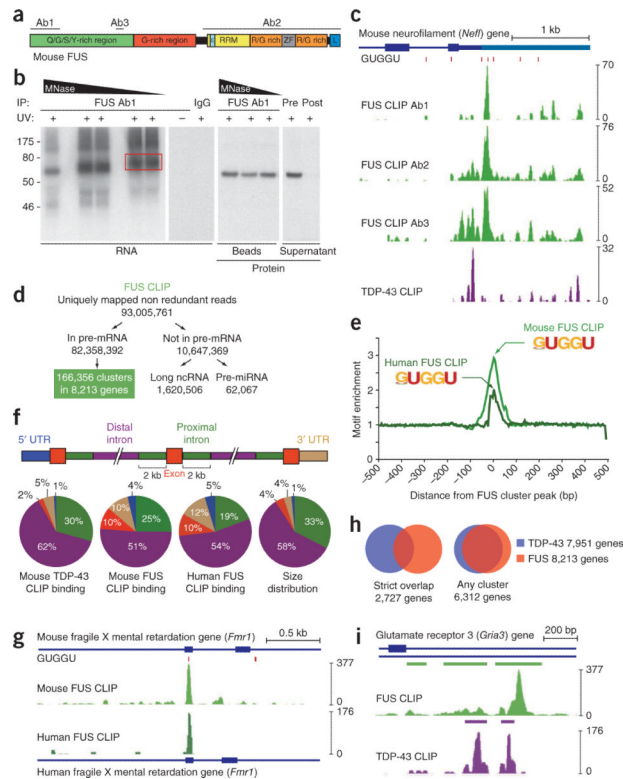 a
Ab1 Ab3 Ab2
Q/G/S/Y-rich region G-rich region RRM R/G rich ZF R/G rich L
Mouse FUS
b
MNase MNase
IP: FUS Ab1 IgG FUS Ab1 Pre Post
UV: + + + + + − + + + + + +
175
80
50
46
RNA Beads Supernatant
Protein
c
Mouse neurofilament (Nefl) gene 1 kb
GUGGU
70
FUS CLIP Ab1
0
76
FUS CLIP Ab2
0
52
FUS CLIP Ab3
0
32
TDP-43 CLIP
0
d
FUS CLIP
Uniquely mapped non redundant reads
93,005,761
In pre-mRNA Not in pre-mRNA
82,358,392 10,647,369
166,356 clusters Long ncRNA Pre-miRNA
in 8,213 genes 1,620,506 62,067
e
Mouse FUS CLIP
GUGGU
Human FUS CLIP
GUGGU
Motif enrichment
3
2
1
0
-500 -400 -300 -200 -100 0 100 200 300 400 500
Distance from FUS cluster peak (bp)
f
Distal Proximal
5′ UTR intron intron 3′ UTR
2 kb Exon 2 kb
5% 1% 4% 5% 4% 1%
2% 30% 10% 10% 25% 12% 10% 19% 4% 33%
62% 51% 54% 58%
Mouse TDP-43 Mouse FUS Human FUS Size
CLIP binding CLIP binding CLIP binding distribution
h
TDP-43 7,951 genes
FUS 8,213 genes
Strict overlap Any cluster
2,727 genes 6,312 genes
g
0.5 kb
Mouse fragile X mental retardation gene (Fmr1)
GUGGU
377
Mouse FUS CLIP
0
176
Human FUS CLIP
0
Human fragile X mental retardation gene (Fmr1)
i
200 bp
Glutamate receptor 3 (Gria3) gene
377
FUS CLIP
0
176
TDP-43 CLIP
0